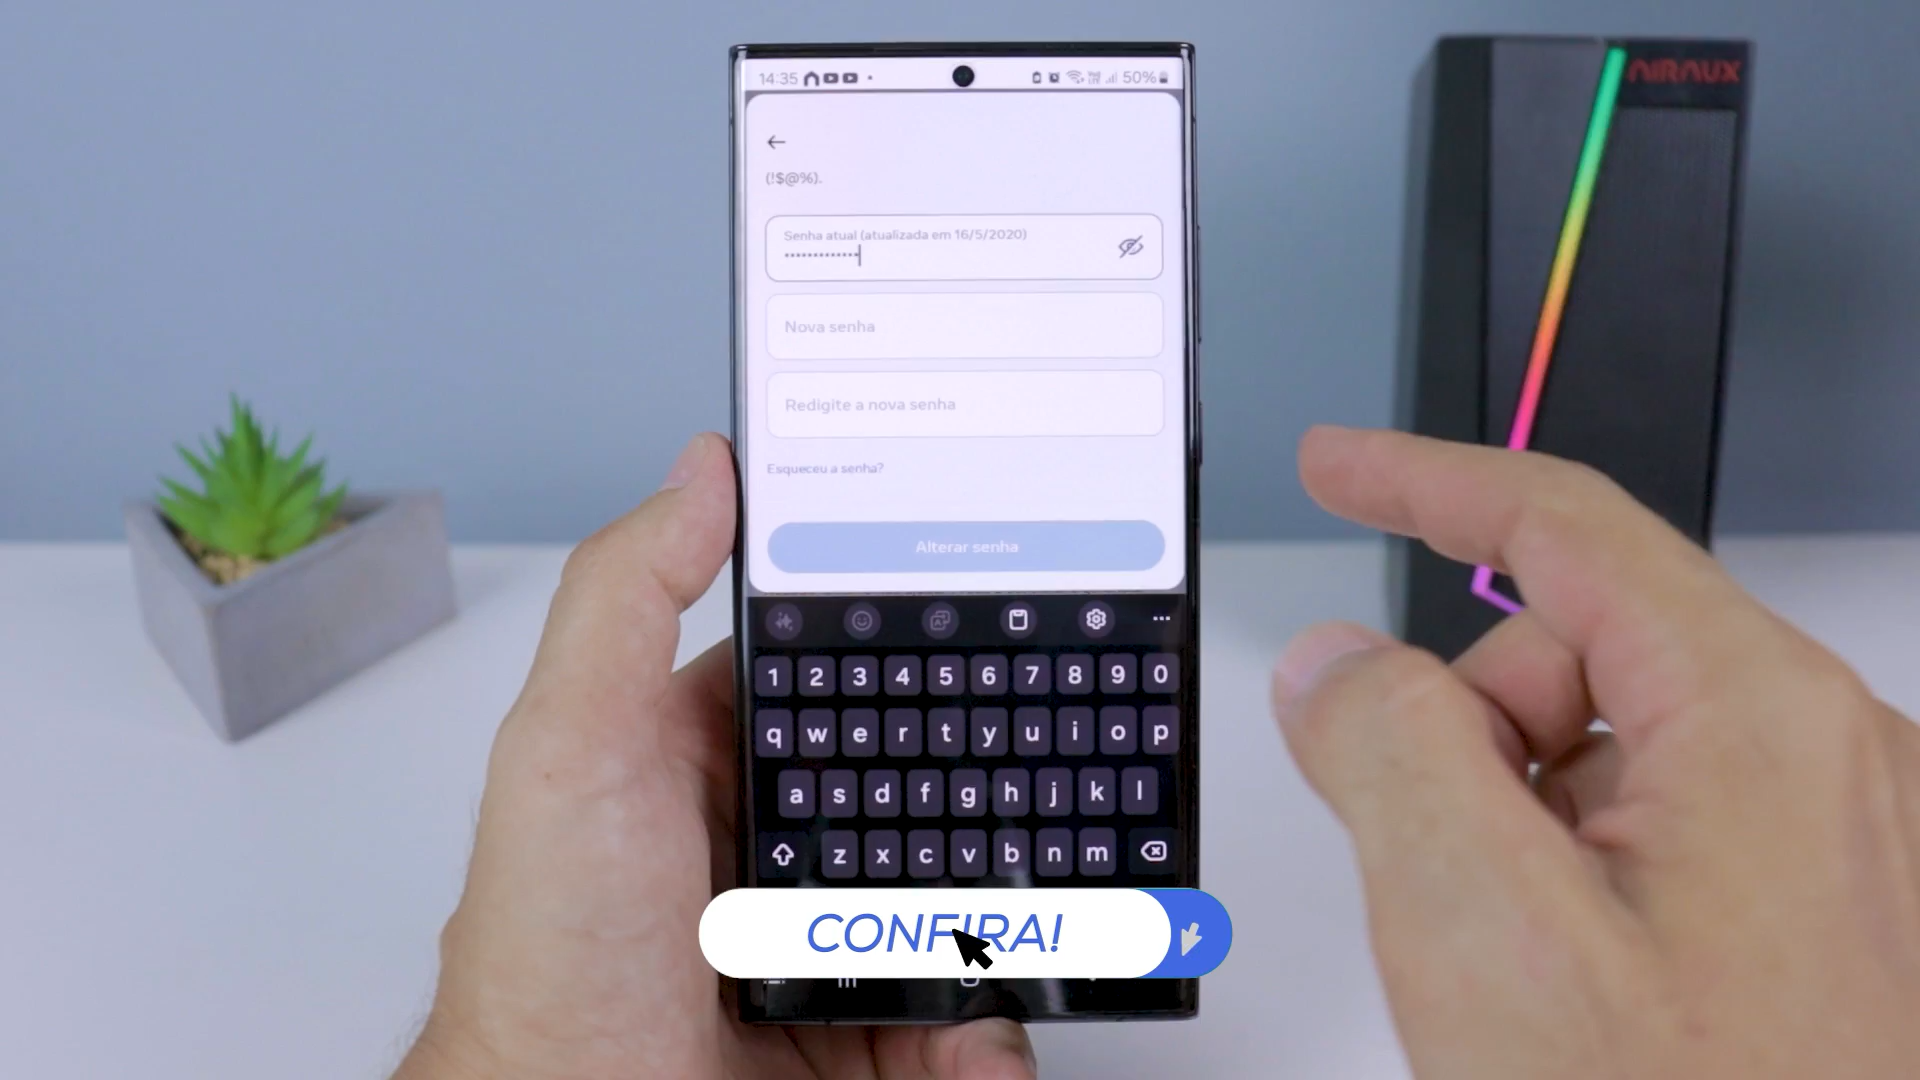 14:35
50%
AIRAUX
(!$@%).
Senha atual (atualizada em 16/5/2020)
Nova senha
Redigite a nova senha
Esqueceu a senha?
Alterar senha
1 2 3 4 5 6 7 8 9 0
q w e r t y u i o p
a s d f g h j k l
z x c v b n m
CONFIRA!